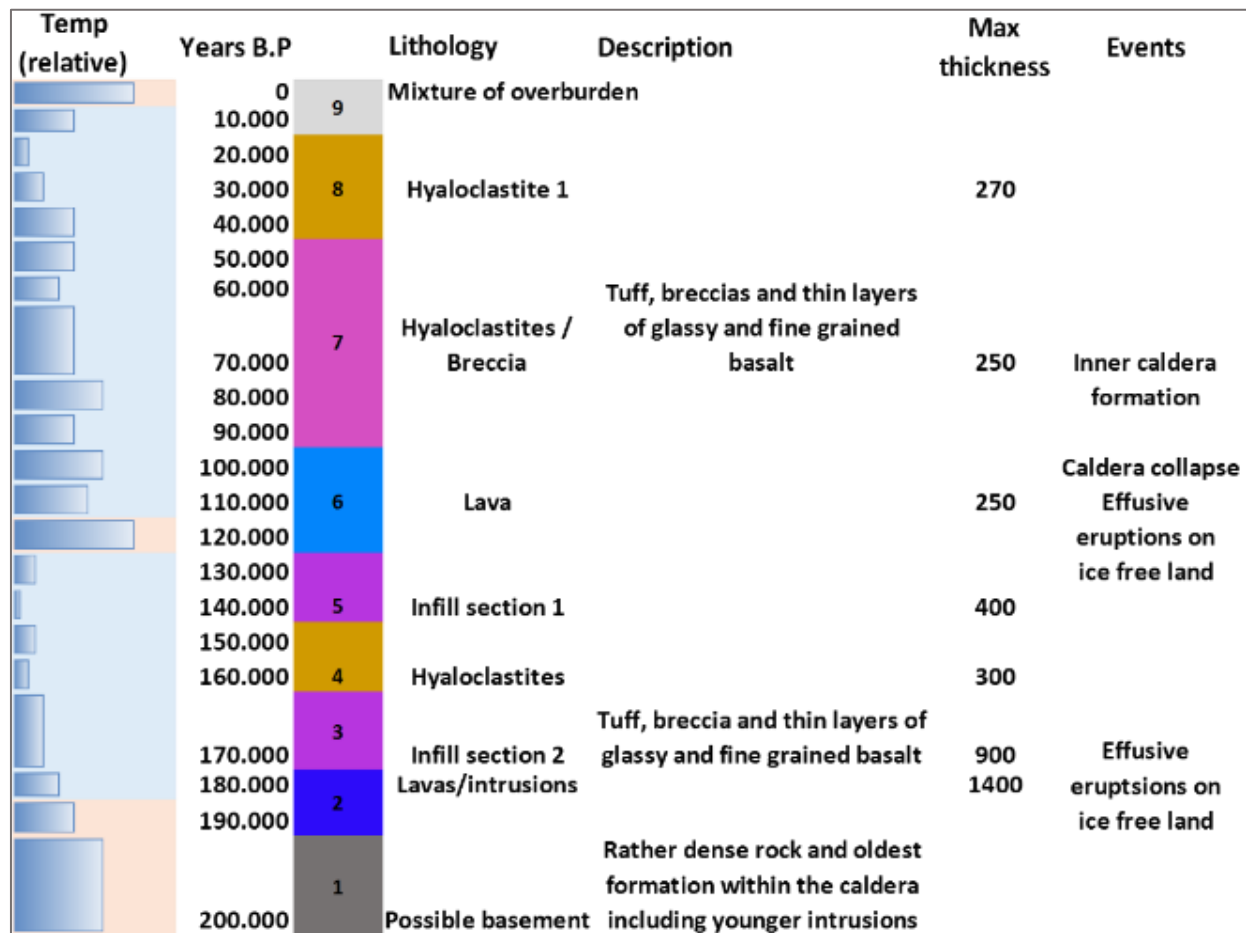 Temp
(relative)
Years B.P
Lithology
Description
Max
thickness
Events
0
9
Mixture of overburden
10.000
20.000
30.000
8
Hyaloclastite 1
270
40.000
50.000
60.000
Tuff, breccias and thin layers
of glassy and fine grained
basalt
7
Hyaloclastites /
Breccia
70.000
250
Inner caldera
formation
80.000
90.000
100.000
Caldera collapse
110.000
6
Lava
250
Effusive
eruptions on
ice free land
120.000
130.000
140.000
5
Infill section 1
400
150.000
160.000
4
Hyaloclastites
300
3
Tuff, breccia and thin layers of
glassy and fine grained basalt
170.000
Infill section 2
900
Effusive
eruptsions on
ice free land
180.000
2
Lavas/intrusions
1400
190.000
1
Rather dense rock and oldest
formation within the caldera
including younger intrusions
200.000
Possible basement